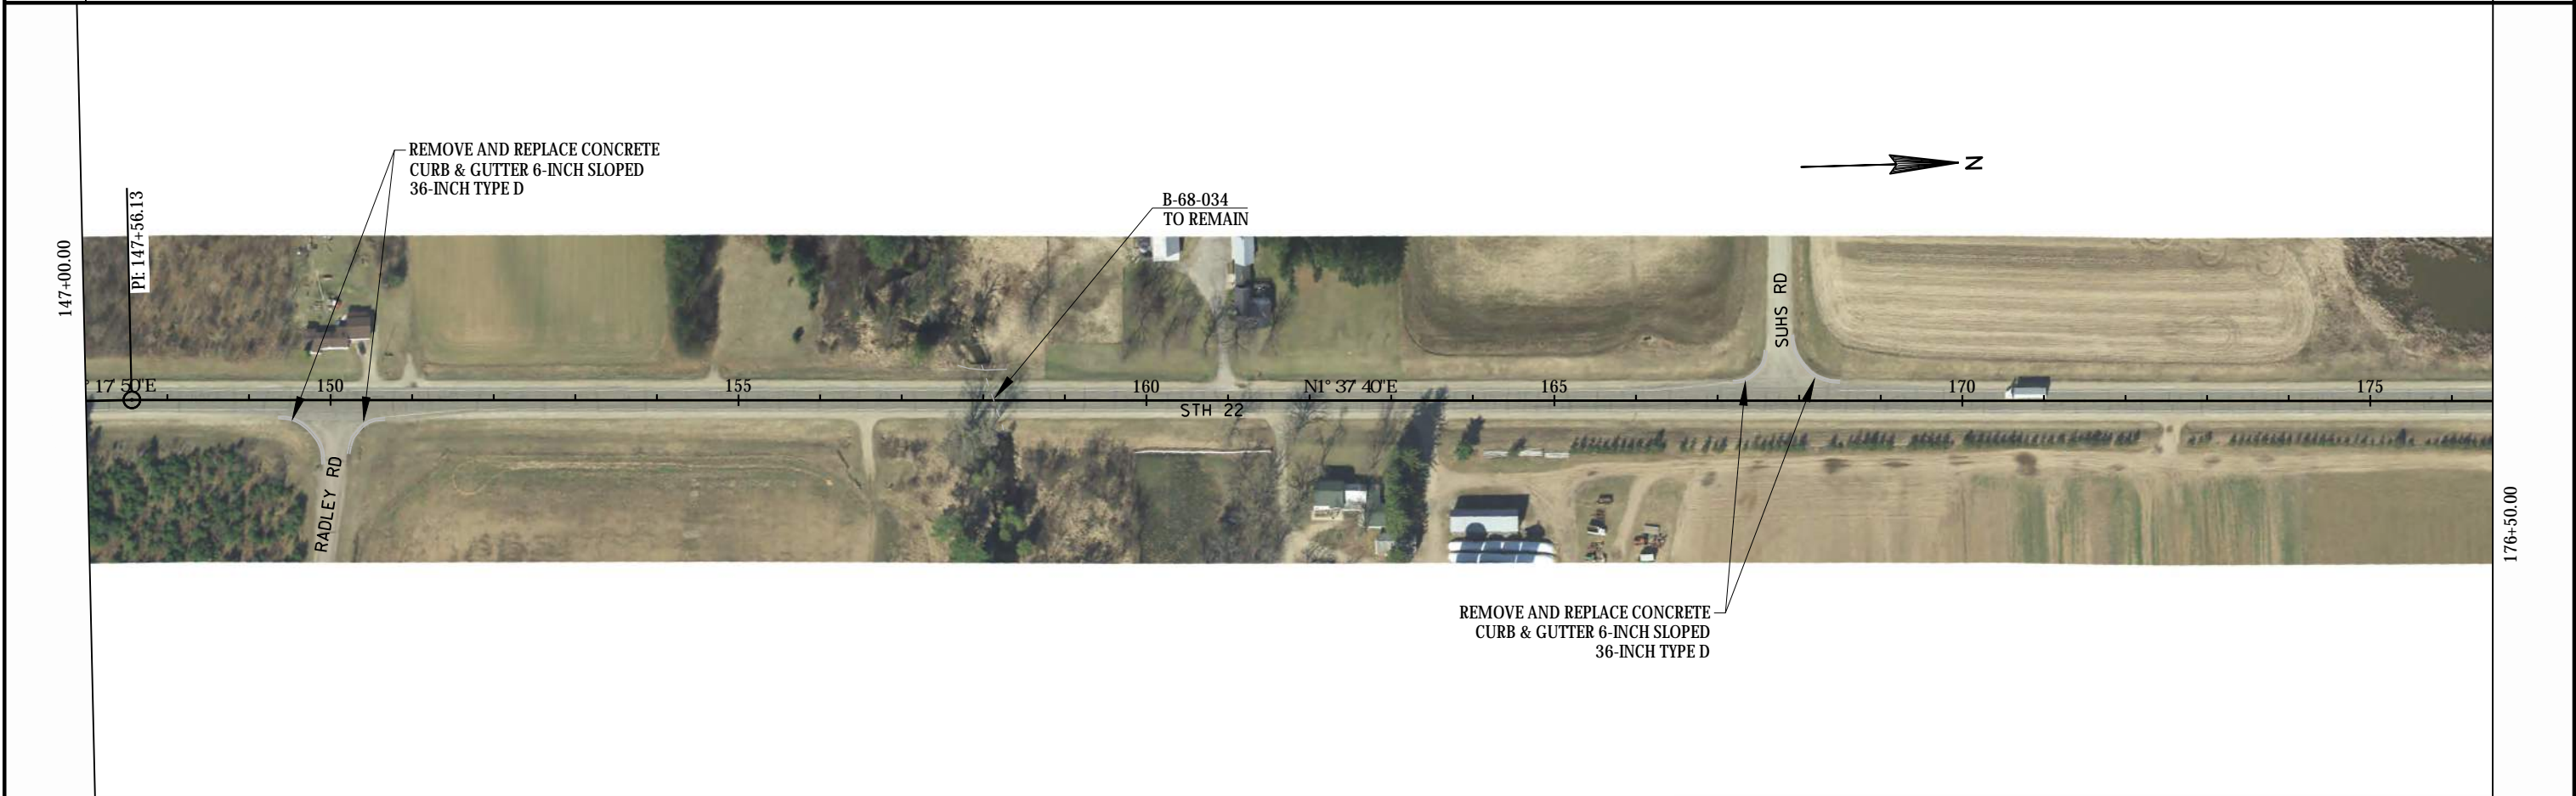 REMOVE AND REPLACE CONCRETE
CURB & GUTTER 6-INCH SLOPED
36-INCH TYPE D
B-68-034
TO REMAIN
N
147+00.00
PI: 147+56.13
SUHS RD
° 17' 50"E
150
155
160
N1° 37' 40"E
165
170
175
STH 22
RADLEY RD
176+50.00
REMOVE AND REPLACE CONCRETE
CURB & GUTTER 6-INCH SLOPED
36-INCH TYPE D